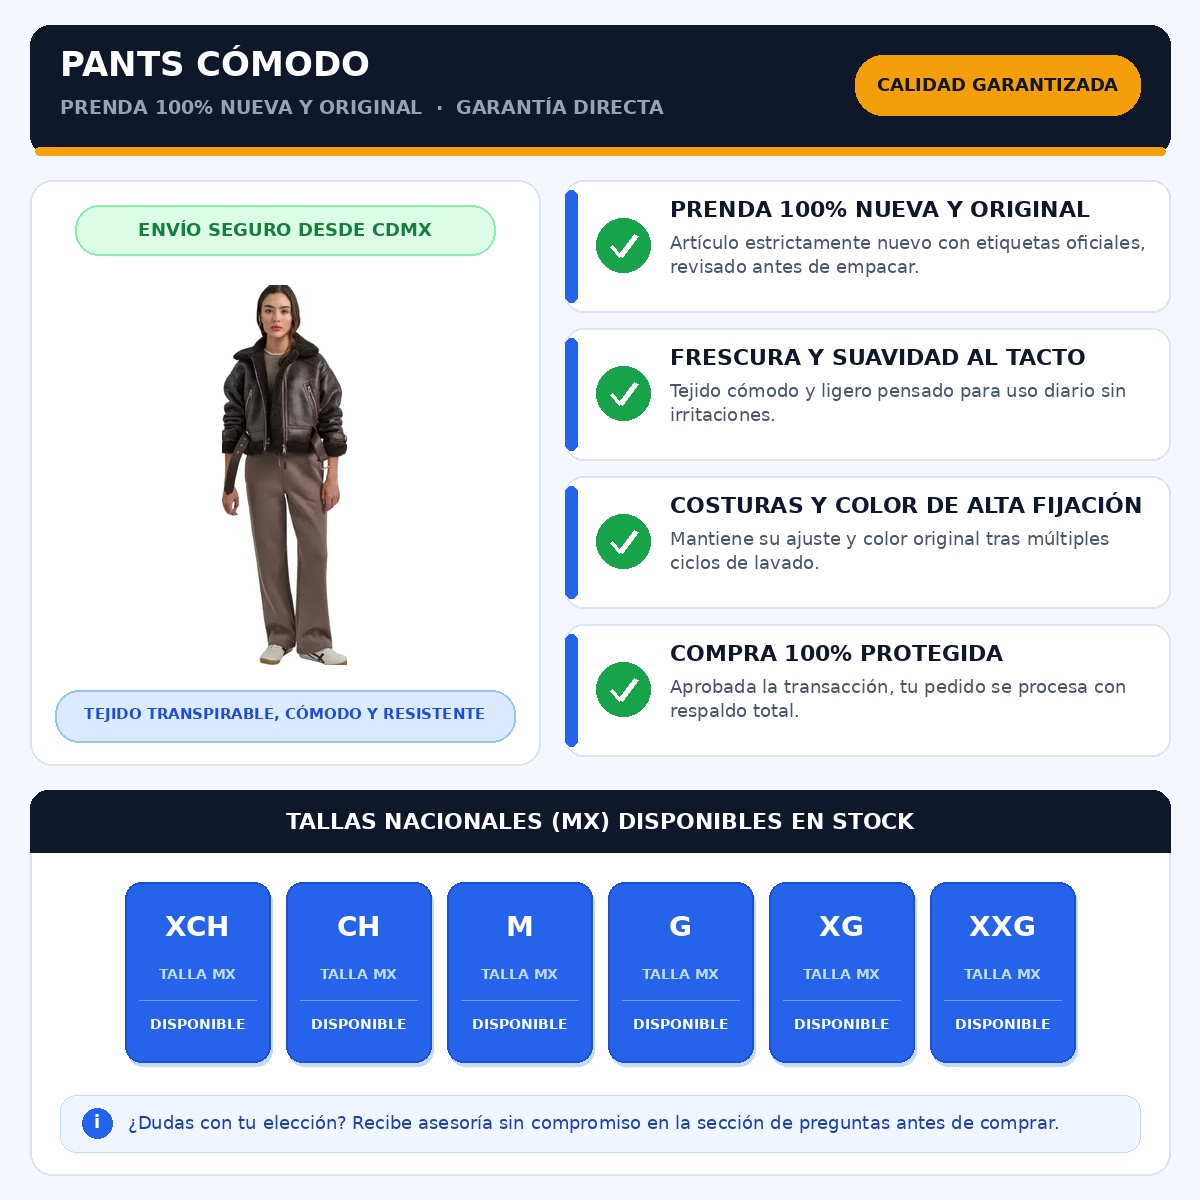 PANTS CÓMODO
PRENDA 100% NUEVA Y ORIGINAL · GARANTÍA DIRECTA
CALIDAD GARANTIZADA
ENVÍO SEGURO DESDE CDMX
TEJIDO TRANSPIRABLE, CÓMODO Y RESISTENTE
PRENDA 100% NUEVA Y ORIGINAL
Artículo estrictamente nuevo con etiquetas oficiales,
revisado antes de empacar.
FRESCURA Y SUAVIDAD AL TACTO
Tejido cómodo y ligero pensado para uso diario sin
irritaciones.
COSTURAS Y COLOR DE ALTA FIJACIÓN
Mantiene su ajuste y color original tras múltiples
ciclos de lavado.
COMPRA 100% PROTEGIDA
Aprobada la transacción, tu pedido se procesa con
respaldo total.
TALLAS NACIONALES (MX) DISPONIBLES EN STOCK
XCH
TALLA MX
DISPONIBLE
CH
TALLA MX
DISPONIBLE
M
TALLA MX
DISPONIBLE
G
TALLA MX
DISPONIBLE
XG
TALLA MX
DISPONIBLE
XXG
TALLA MX
DISPONIBLE
i ¿Dudas con tu elección? Recibe asesoría sin compromiso en la sección de preguntas antes de comprar.